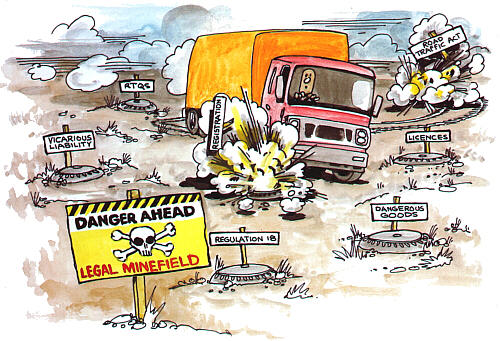 ROAD
TRAFFIC ACT
RTQS
REGISTRATION
VICARIOUS
LIABILITY
LICENCES
DANGEROUS
GOODS
DANGER AHEAD
LEGAL MINEFIELD
REGULATION 18